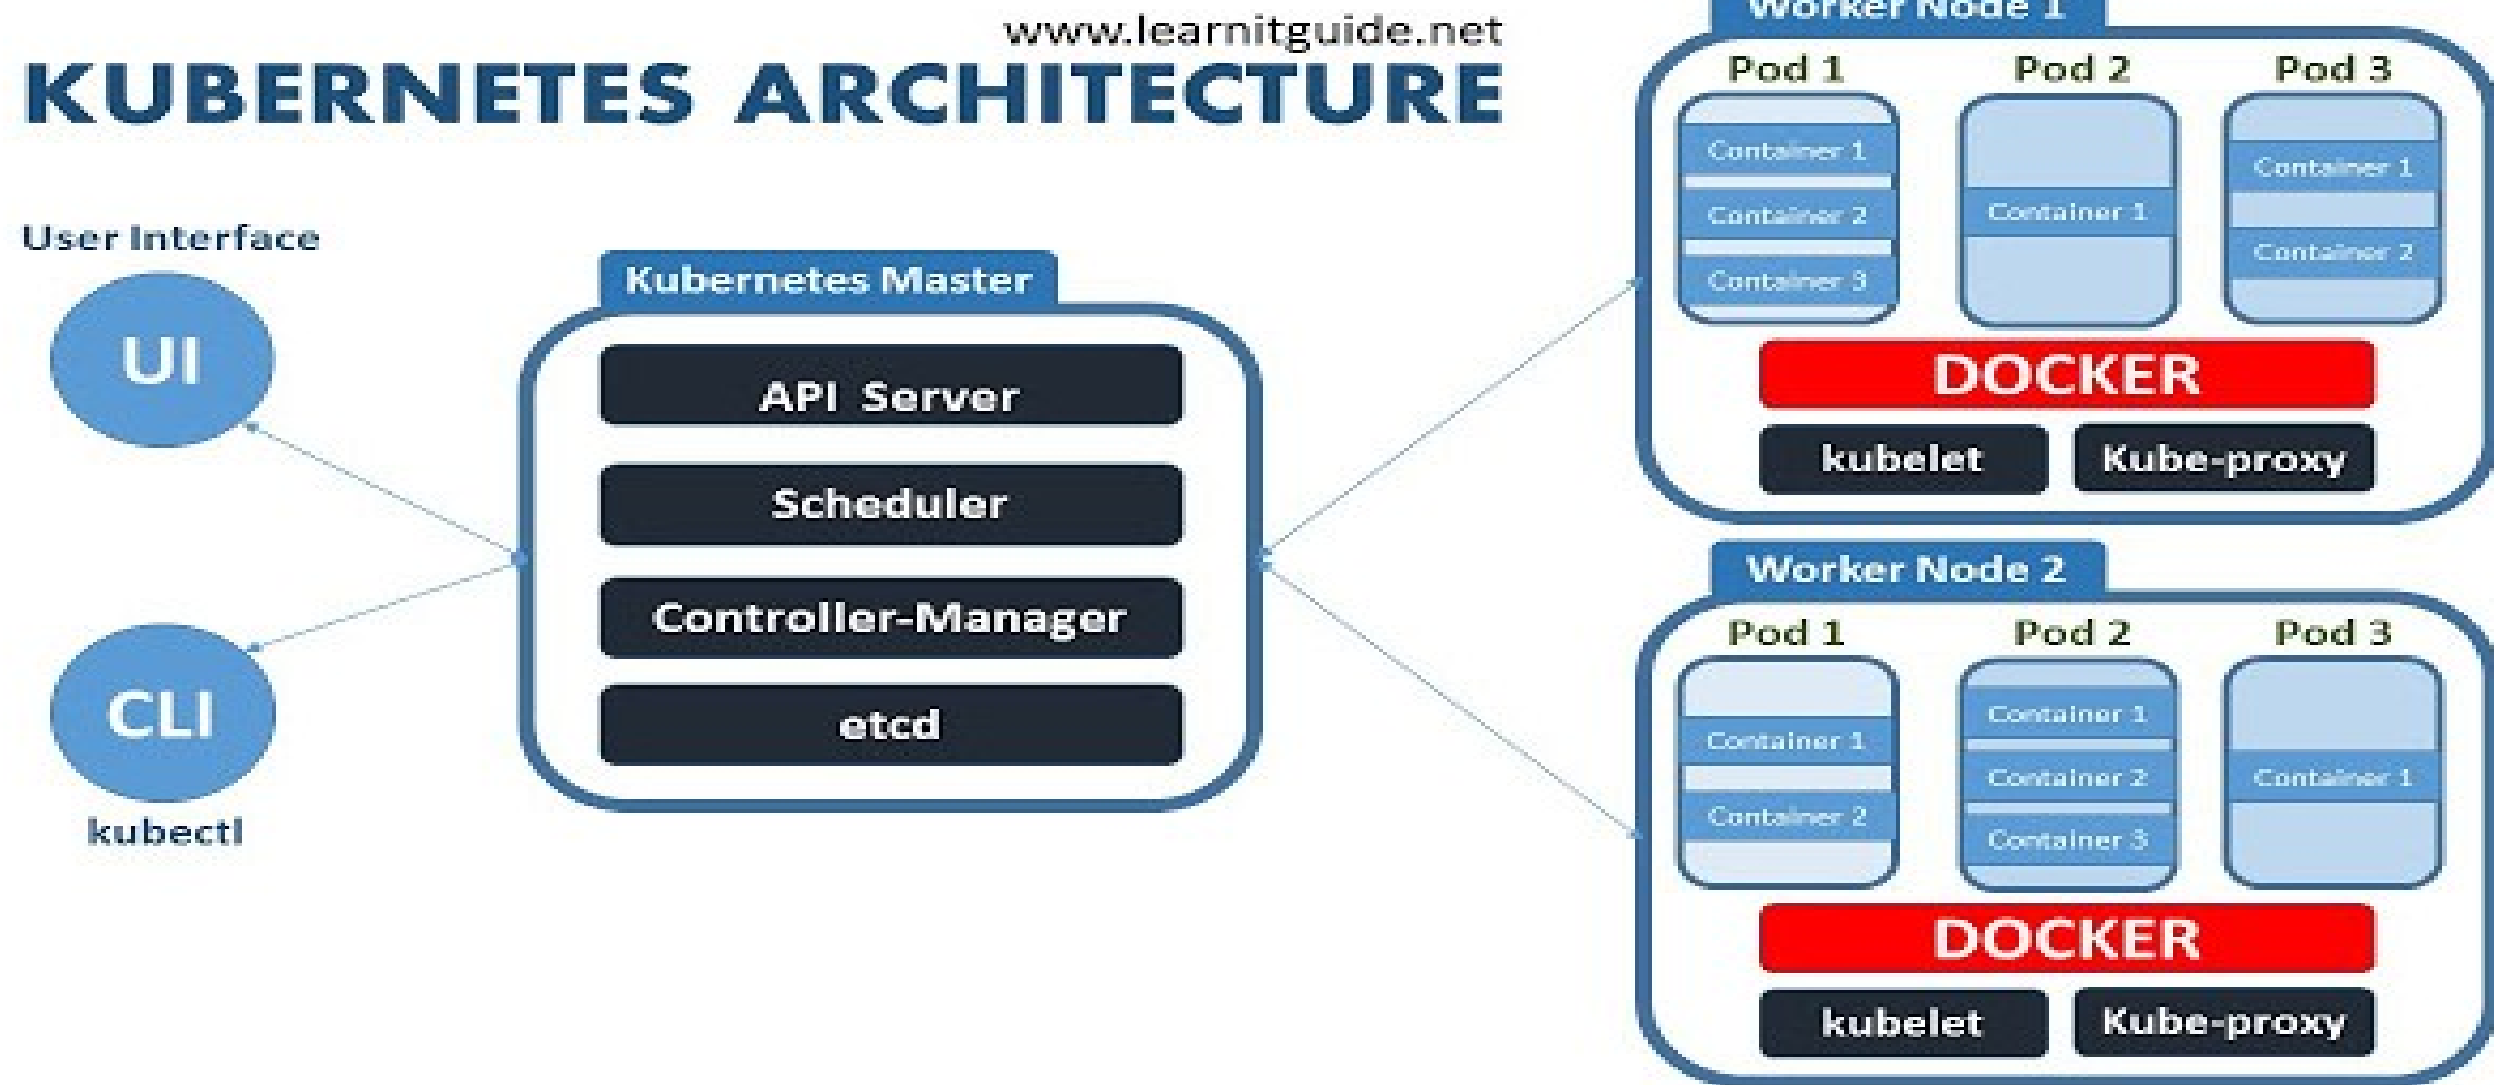 www.learnitguide.net
KUBERNETES ARCHITECTURE
User Interface
UI
CLI
kubectl
Kubernetes Master
API Server
Scheduler
Controller-Manager
etcd
Worker Node 1
Pod 1 Pod 2 Pod 3
Container 1
Container 2
Container 3
Container 1
Container 1
Container 2
DOCKER
kubelet Kube-proxy
Worker Node 2
Pod 1 Pod 2 Pod 3
Container 1
Container 2
Container 1
Container 2
Container 3
Container 1
DOCKER
kubelet Kube-proxy